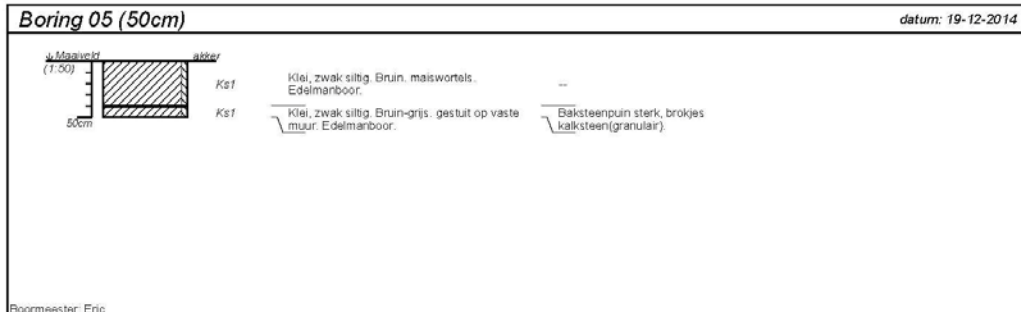 Boring 05 (50cm)
datum: 19-12-2014
Maaiveld
akker
(1:50)
Ks1
Klei, zwak siltig. Bruin. maiswortels.
Edelmanboor.
--
Ks1
Klei, zwak siltig. Bruin-grijs. gestuit op vaste
muur. Edelmanboor.
Baksteenpuin sterk, brokjes
kalksteen(granulair).
50cm
Boormeester: Eric